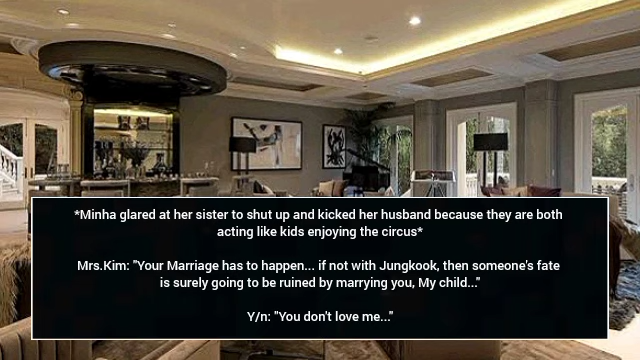 *Minha glared at her sister to shut up and kicked her husband because they are both
acting like kids enjoying the circus*
Mrs.Kim: "Your Marriage has to happen... if not with Jungkook, then someone's fate
is surely going to be ruined by marrying you, My child..."
Y/n: "You don't love me..."